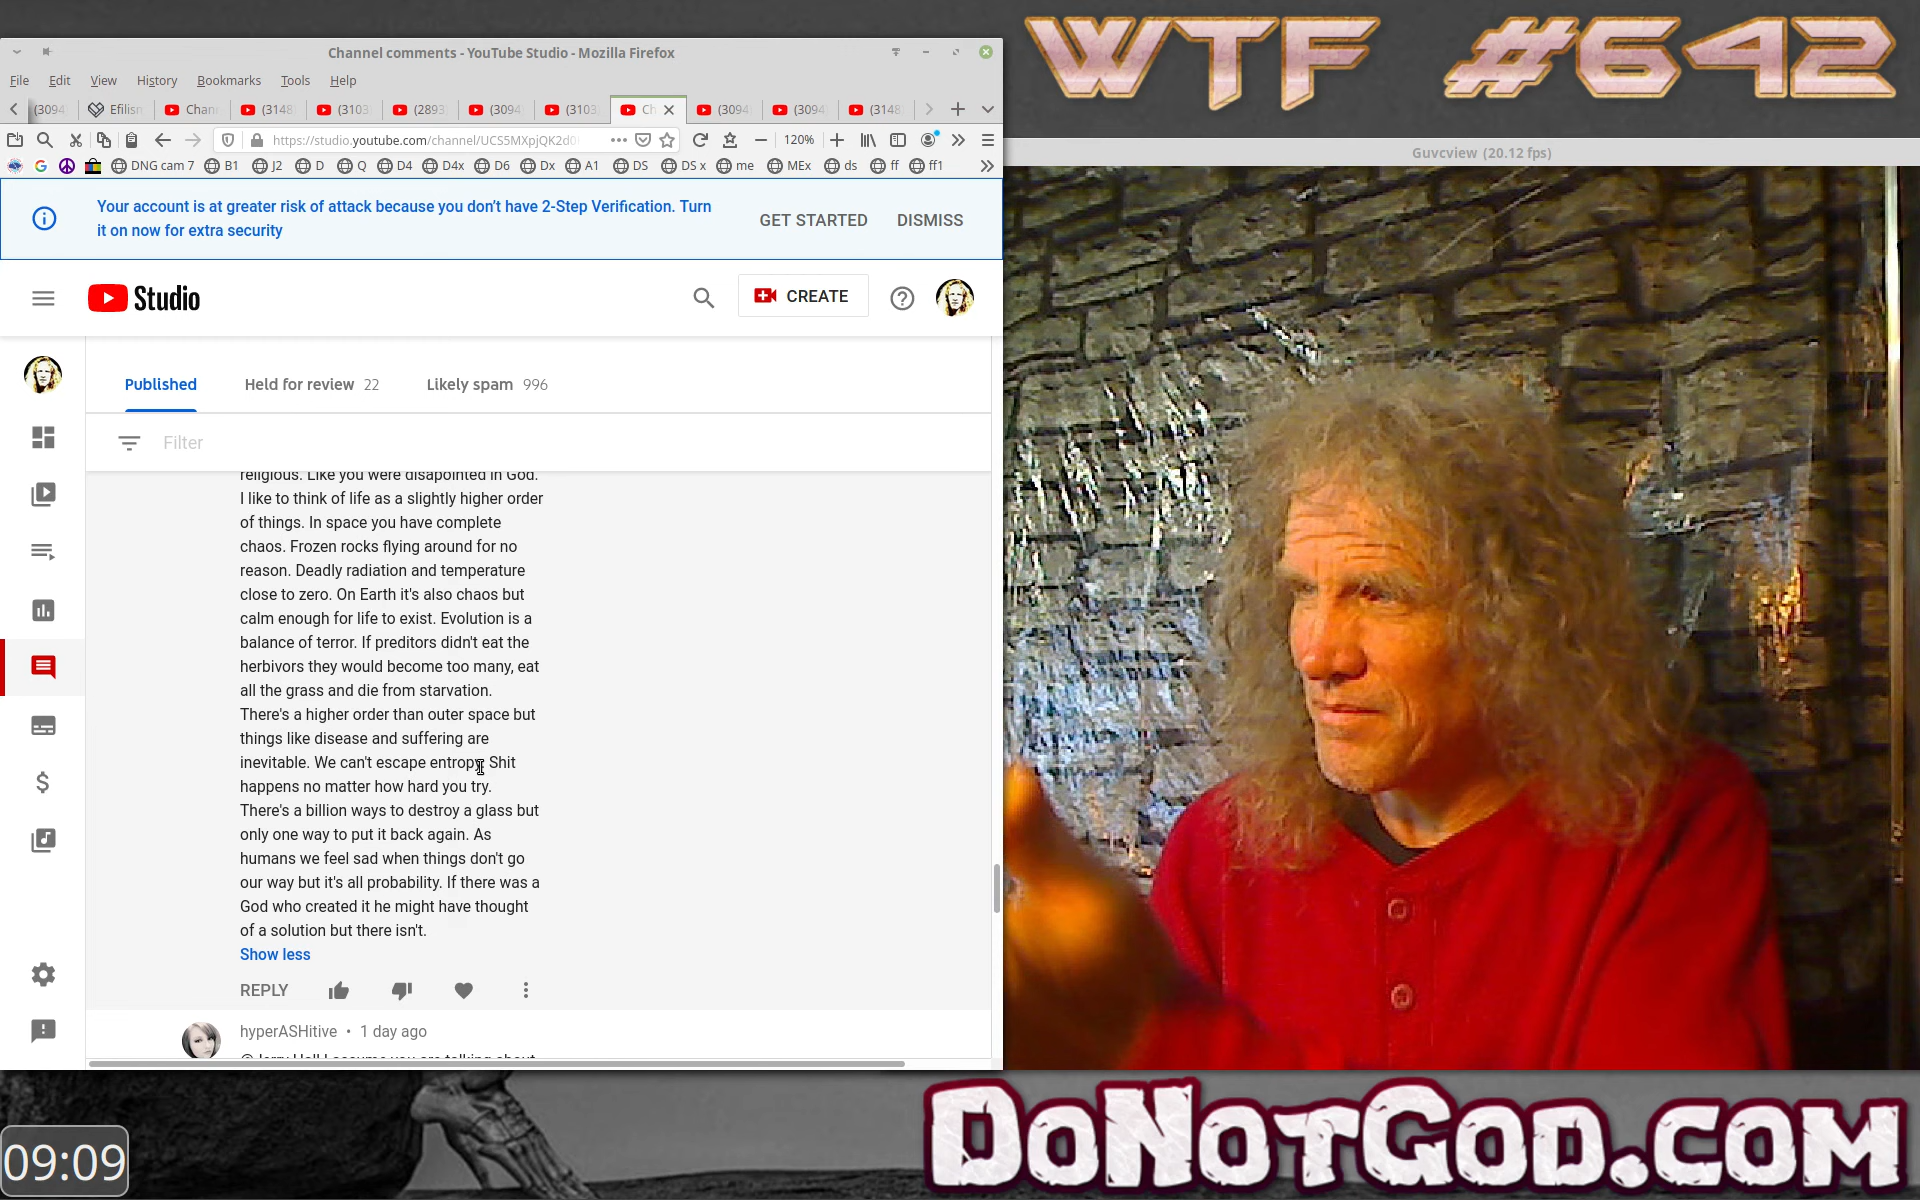 WTF #642
Channel comments - YouTube Studio - Mozilla Firefox
File Edit View History Bookmarks Tools Help
(3094 Efilisn Chan (3148 (3103 (2893 (3094 (3103 Ch (3094 (3094 (3148
https://studio.youtube.com/channel/UCS5MXpjQK2d0 120%
DNG cam 7 B1 J2 D Q D4 D4x D6 Dx A1 DS DS x me MEx ds ff ff1
Guvcview (20.12 fps)
Your account is at greater risk of attack because you don't have 2-Step Verification. Turn
it on now for extra security
GET STARTED DISMISS
Studio
CREATE
Published Held for review 22 Likely spam 996
Filter
religious. Like you were disapointed in God.
I like to think of life as a slightly higher order
of things. In space you have complete
chaos. Frozen rocks flying around for no
reason. Deadly radiation and temperature
close to zero. On Earth it's also chaos but
calm enough for life to exist. Evolution is a
balance of terror. If preditors didn't eat the
herbivors they would become too many, eat
all the grass and die from starvation.
There's a higher order than outer space but
things like disease and suffering are
inevitable. We can't escape entropy. Shit
happens no matter how hard you try.
There's a billion ways to destroy a glass but
only one way to put it back again. As
humans we feel sad when things don't go
our way but it's all probability. If there was a
God who created it he might have thought
of a solution but there isn't.
Show less
REPLY
hyperASHitive • 1 day ago
09:09
DoNotGod.com